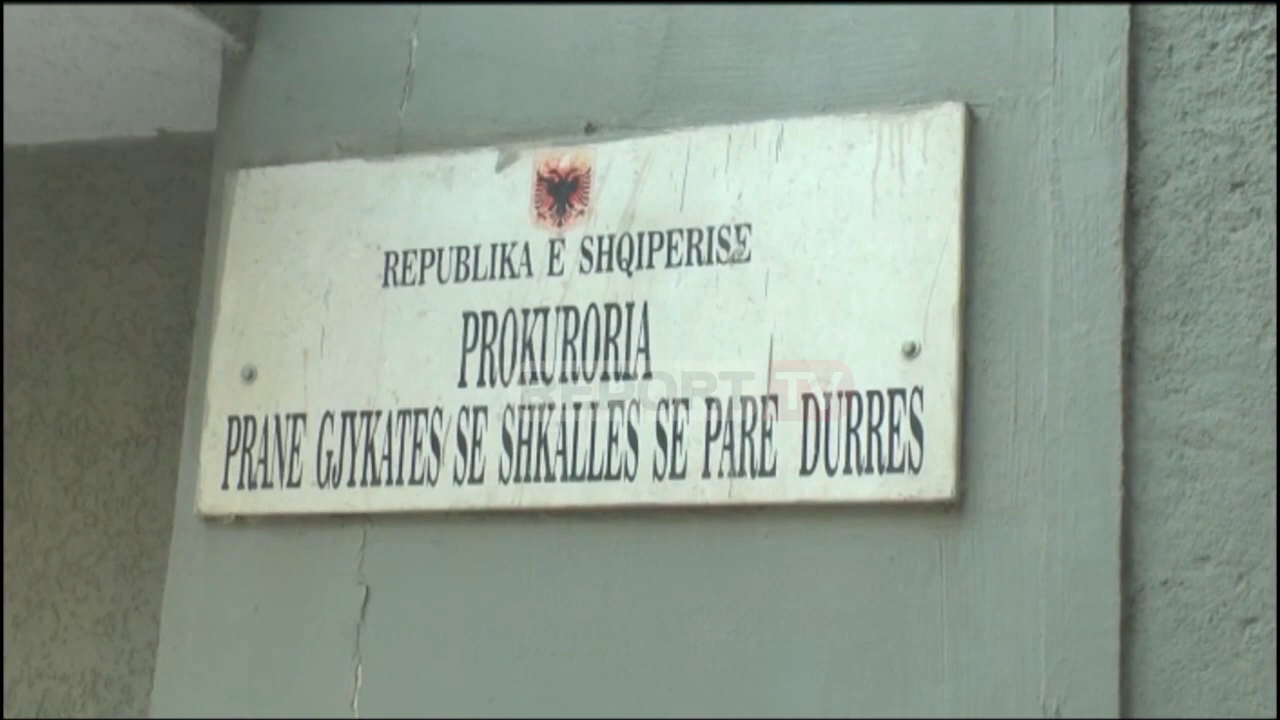 REPUBLIKA E SHQIPERISE
PROKURORIA
REPORT TV
PRANE GJYKATES SE SHKALLES SE PARE DURRES